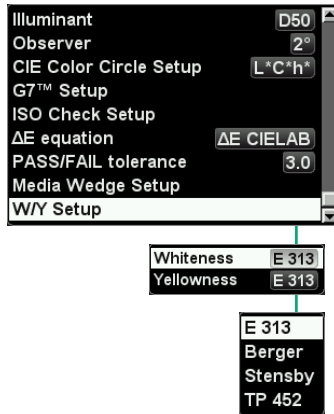 Illuminant D50
Observer 2°
CIE Color Circle Setup L*C*h*
G7™ Setup
ISO Check Setup
ΔE equation ΔE CIELAB
PASS/FAIL tolerance 3.0
Media Wedge Setup
W/Y Setup
Whiteness E 313
Yellowness E 313
E 313
Berger
Stensby
TP 452